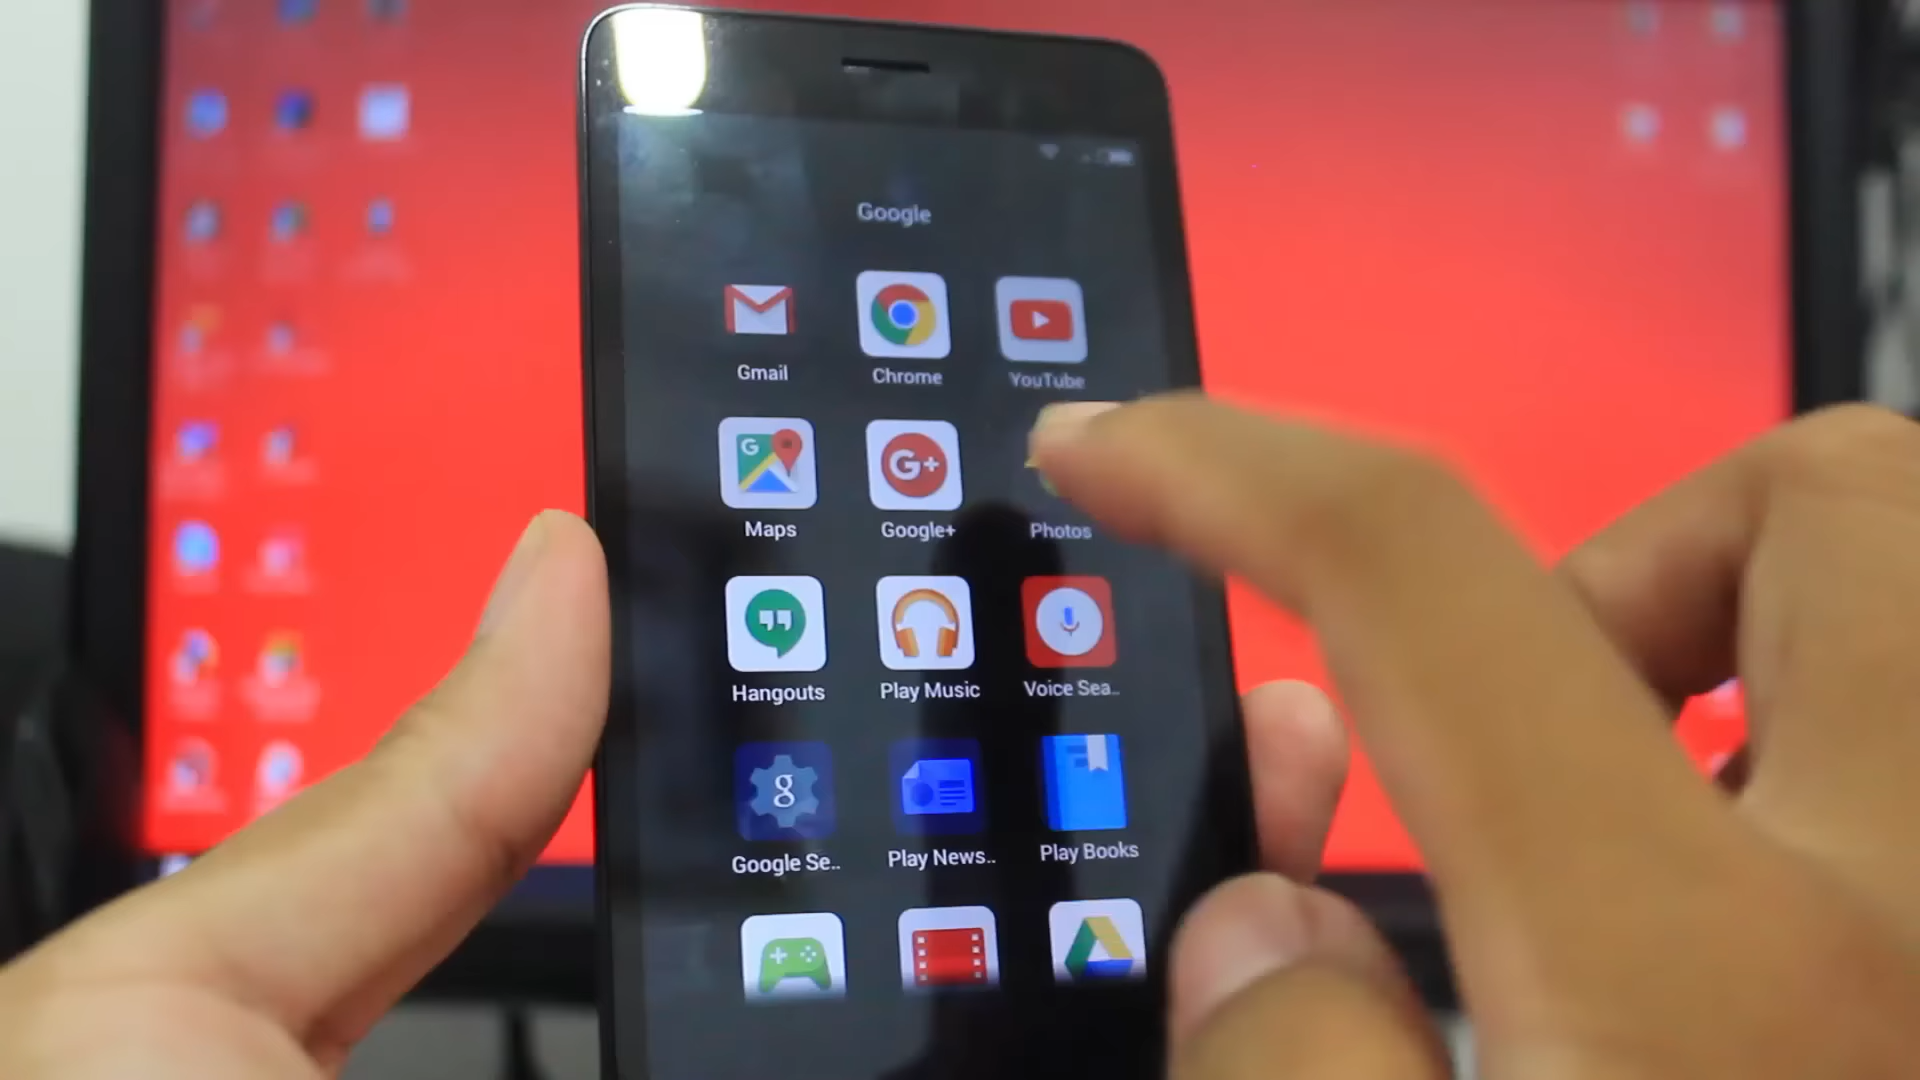 Google
Gmail Chrome YouTube
G
G+
Maps Google+ Photos
Hangouts Play Music Voice Sea..
g
Google Se.. Play News.. Play Books